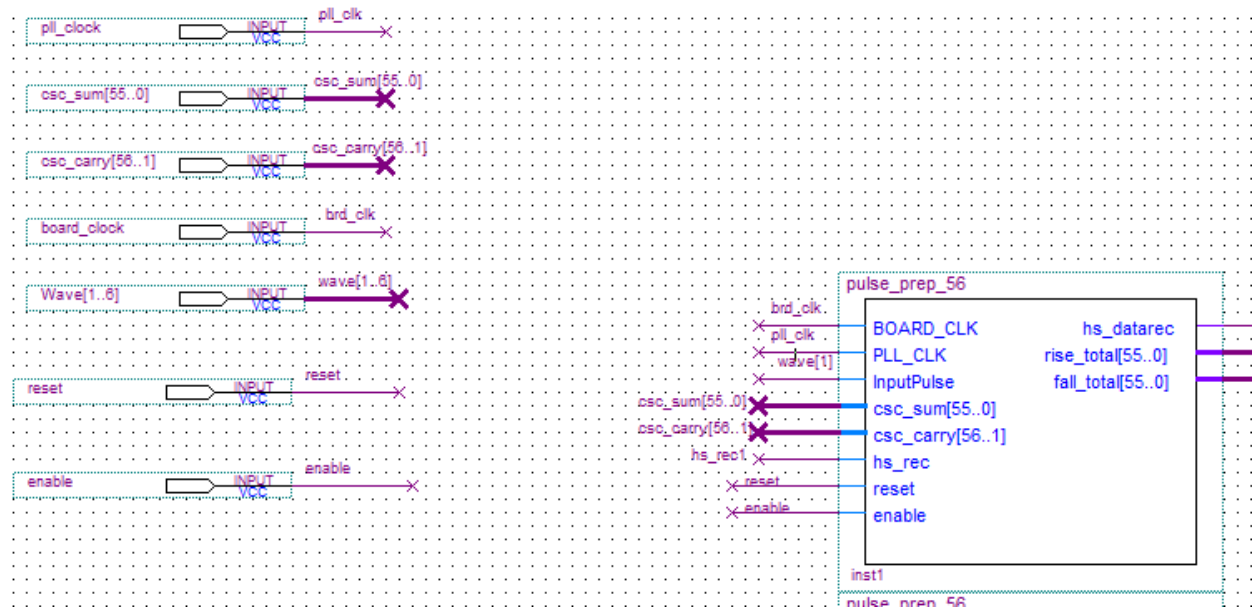 pll_clock INPUT VCC pll_clk
csc_sum[55..0] INPUT VCC csc_sum[55..0]
csc_carry[56..1] INPUT VCC csc_carry[56..1]
board_clock INPUT VCC brd_clk
Wave[1..6] INPUT VCC wave[1..6]
reset INPUT VCC reset
enable INPUT VCC enable
pulse_prep_56
brd_clk BOARD_CLK hs_datarec
pll_clk PLL_CLK rise_total[55..0]
wave[1] InputPulse fall_total[55..0]
csc_sum[55..0] csc_sum[55..0]
csc_carry[56..1] csc_carry[56..1]
hs_rec1 hs_rec
reset reset
enable enable
inst1
pulse_prep_56